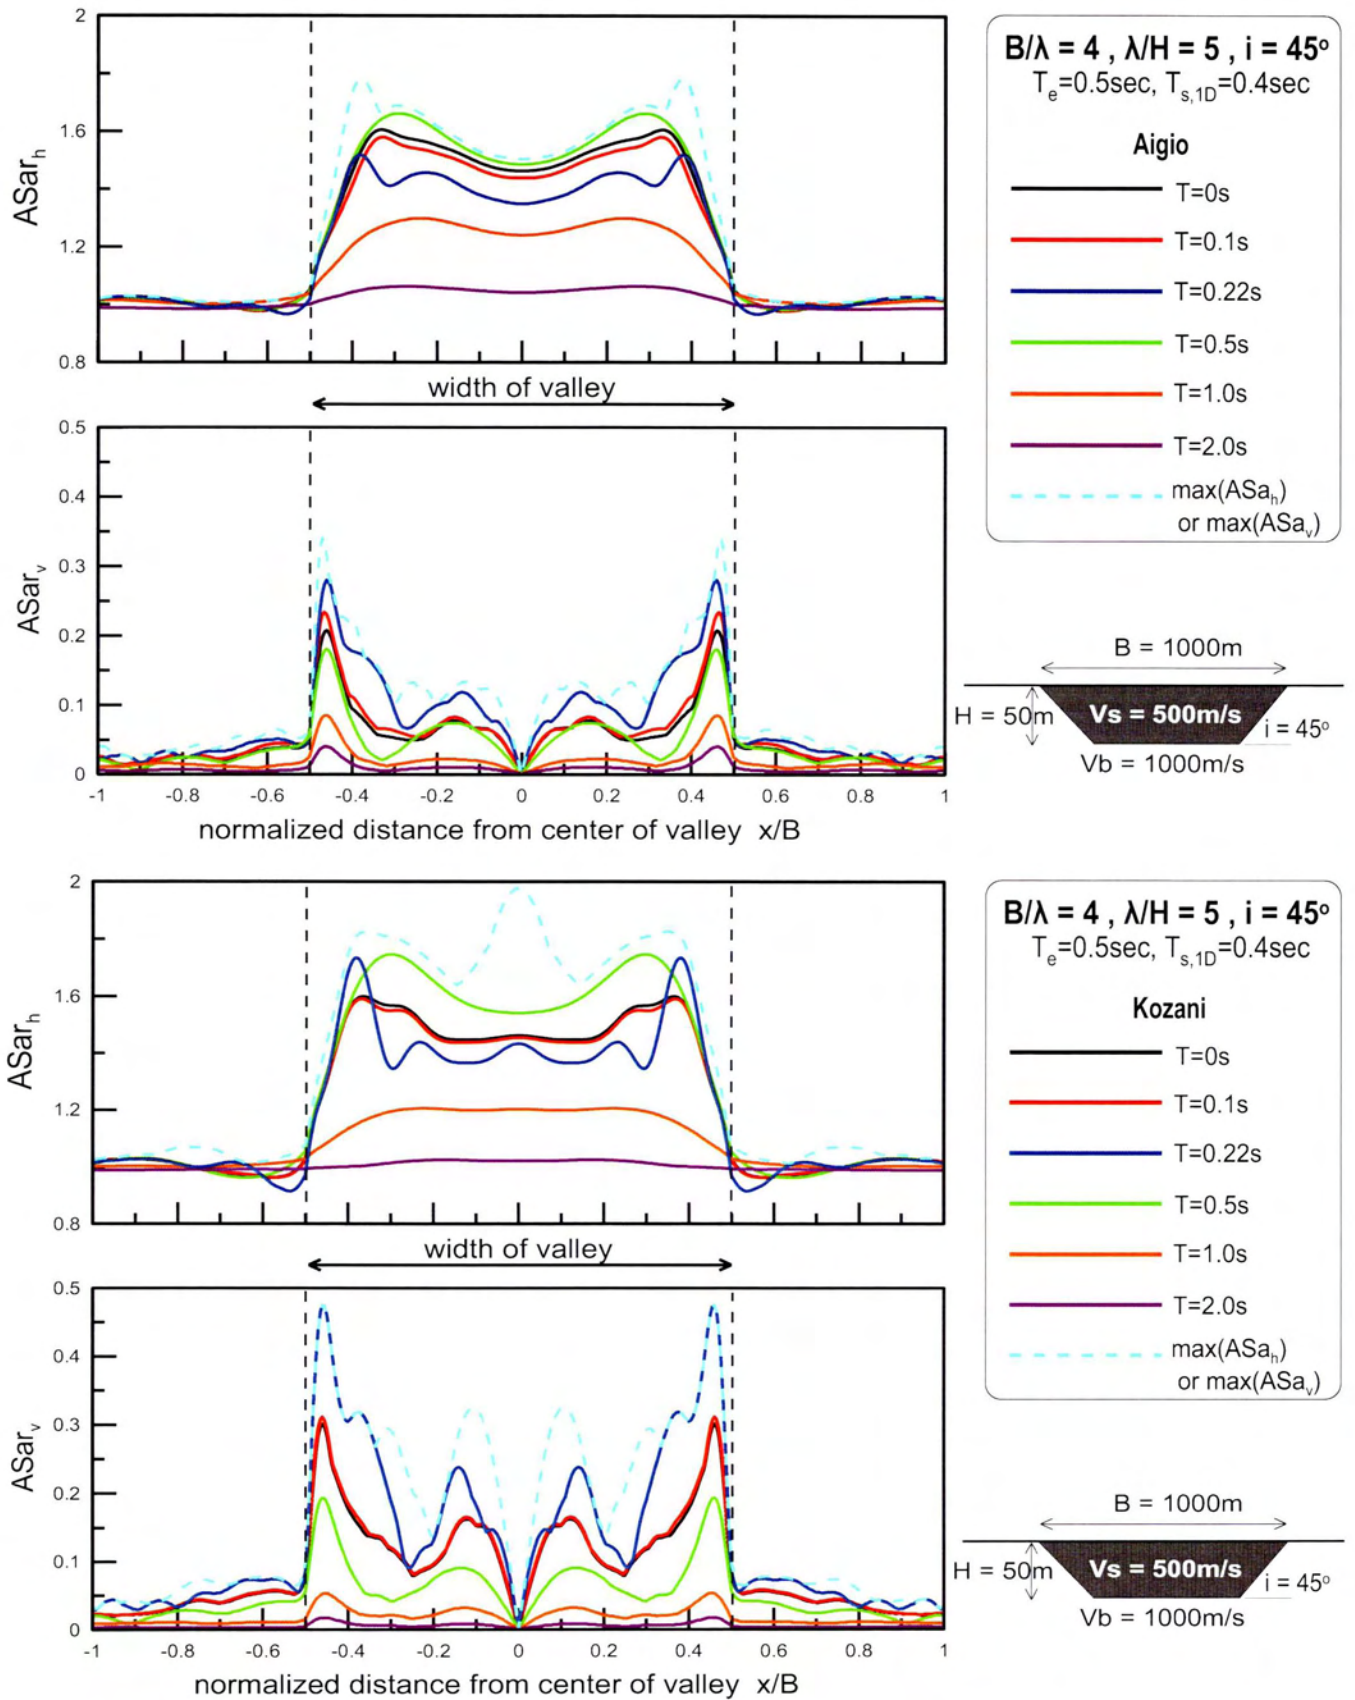 2
1.6
1.2
0.8
ASar_h
width of valley
0.5
0.4
0.3
0.2
0.1
0
ASar_v
-1 -0.8 -0.6 -0.4 -0.2 0 0.2 0.4 0.6 0.8 1
normalized distance from center of valley x/B
B/λ = 4 , λ/H = 5 , i = 45°
T_e=0.5sec, T_s,1D=0.4sec
Aigio
T=0s
T=0.1s
T=0.22s
T=0.5s
T=1.0s
T=2.0s
max(ASa_h)
or max(ASa_v)
B = 1000m
H = 50m
Vs = 500m/s
i = 45°
Vb = 1000m/s
2
1.6
1.2
0.8
ASar_h
width of valley
0.5
0.4
0.3
0.2
0.1
0
ASar_v
-1 -0.8 -0.6 -0.4 -0.2 0 0.2 0.4 0.6 0.8 1
normalized distance from center of valley x/B
B/λ = 4 , λ/H = 5 , i = 45°
T_e=0.5sec, T_s,1D=0.4sec
Kozani
T=0s
T=0.1s
T=0.22s
T=0.5s
T=1.0s
T=2.0s
max(ASa_h)
or max(ASa_v)
B = 1000m
H = 50m
Vs = 500m/s
i = 45°
Vb = 1000m/s